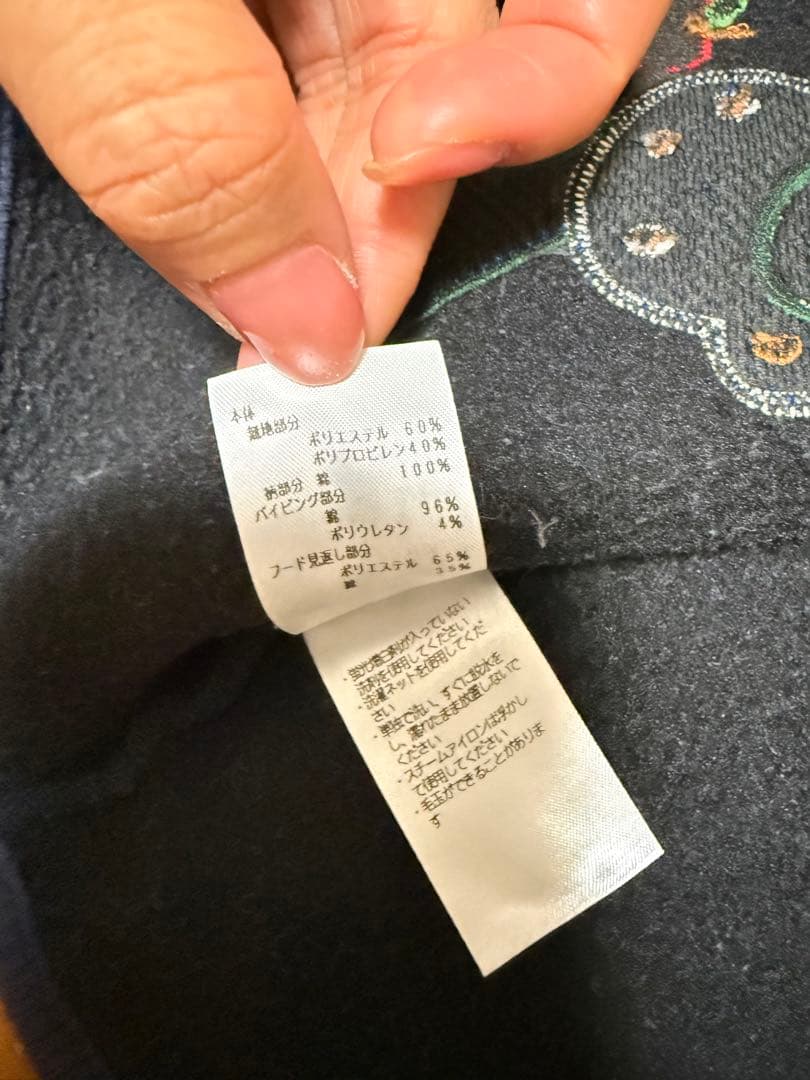 本体
無地部分
ポリエステル 60%
ポリプロピレン 40%
柄部分 綿 100%
パイピング部分
綿 96%
ポリウレタン 4%
フード見返し部分
ポリエステル 65%
綿 35%
・蛍光増白剤が入っていない
洗剤を使用してください
・洗濯ネットを使用してくだ
さい
・単独で洗い、すぐに脱水を
し、濡れたまま放置しないで
ください
・スチームアイロンは浮かし
て使用してください
・毛玉ができることがありま
す